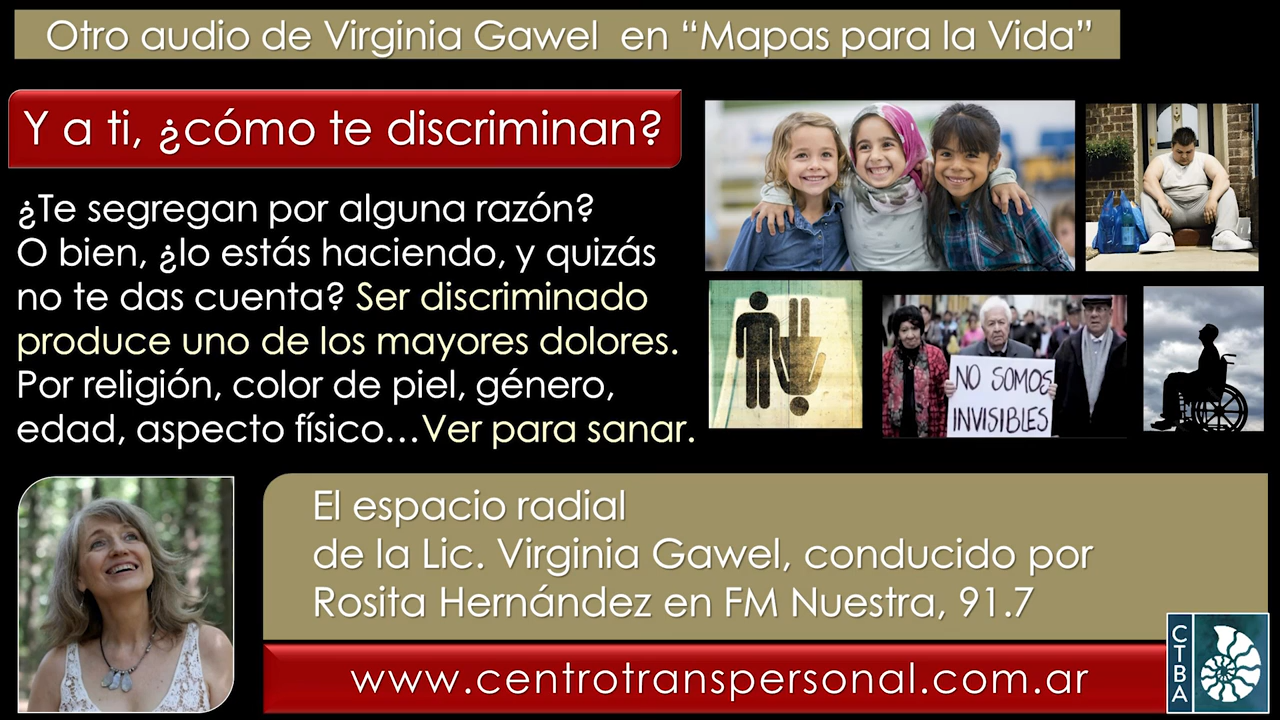 Otro audio de Virginia Gawel en “Mapas para la Vida”
Y a ti, ¿cómo te discriminan?
¿Te segregan por alguna razón?
O bien, ¿lo estás haciendo, y quizás
no te das cuenta? Ser discriminado
produce uno de los mayores dolores.
Por religión, color de piel, género,
edad, aspecto físico...Ver para sanar.
NO SOMOS
INVISIBLES
El espacio radial
de la Lic. Virginia Gawel, conducido por
Rosita Hernández en FM Nuestra, 91.7
www.centrotranspersonal.com.ar
CTBA